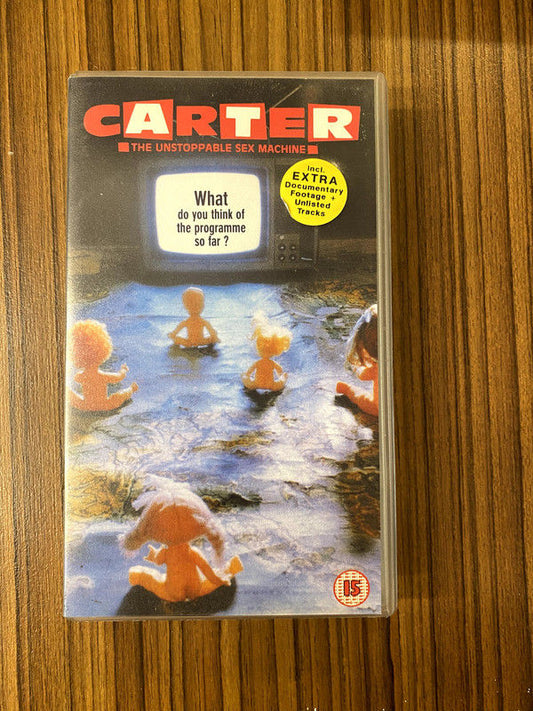 CARTER
THE UNSTOPPABLE SEX MACHINE
incl.
EXTRA
Documentary
Footage +
Unlisted
Tracks
What
do you think of
the programme
so far ?
15